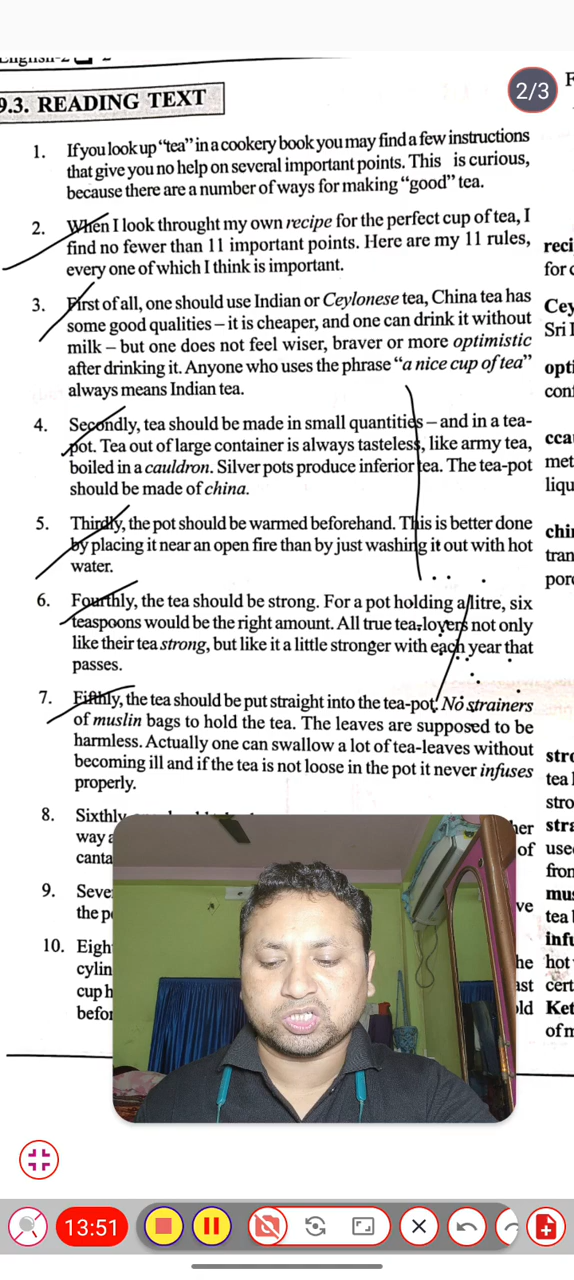 2/3
9.3. READING TEXT
1. If you look up “tea” in a cookery book you may find a few instructions
that give you no help on several important points. This is curious,
because there are a number of ways for making “good” tea.
2. When I look throught my own recipe for the perfect cup of tea, I
find no fewer than 11 important points. Here are my 11 rules,
every one of which I think is important.
3. First of all, one should use Indian or Ceylonese tea, China tea has
some good qualities – it is cheaper, and one can drink it without
milk – but one does not feel wiser, braver or more optimistic
after drinking it. Anyone who uses the phrase “a nice cup of tea”
always means Indian tea.
4. Secondly, tea should be made in small quantities – and in a tea-
pot. Tea out of large container is always tasteless, like army tea,
boiled in a cauldron. Silver pots produce inferior tea. The tea-pot
should be made of china.
5. Thirdly, the pot should be warmed beforehand. This is better done
by placing it near an open fire than by just washing it out with hot
water.
6. Fourthly, the tea should be strong. For a pot holding a litre, six
teaspoons would be the right amount. All true tea-lovers not only
like their tea strong, but like it a little stronger with each year that
passes.
7. Fifthly, the tea should be put straight into the tea-pot. No strainers
of muslin bags to hold the tea. The leaves are supposed to be
harmless. Actually one can swallow a lot of tea-leaves without
becoming ill and if the tea is not loose in the pot it never infuses
properly.
8. Sixthly
way
of
9.
10.
cup
hot
13:51